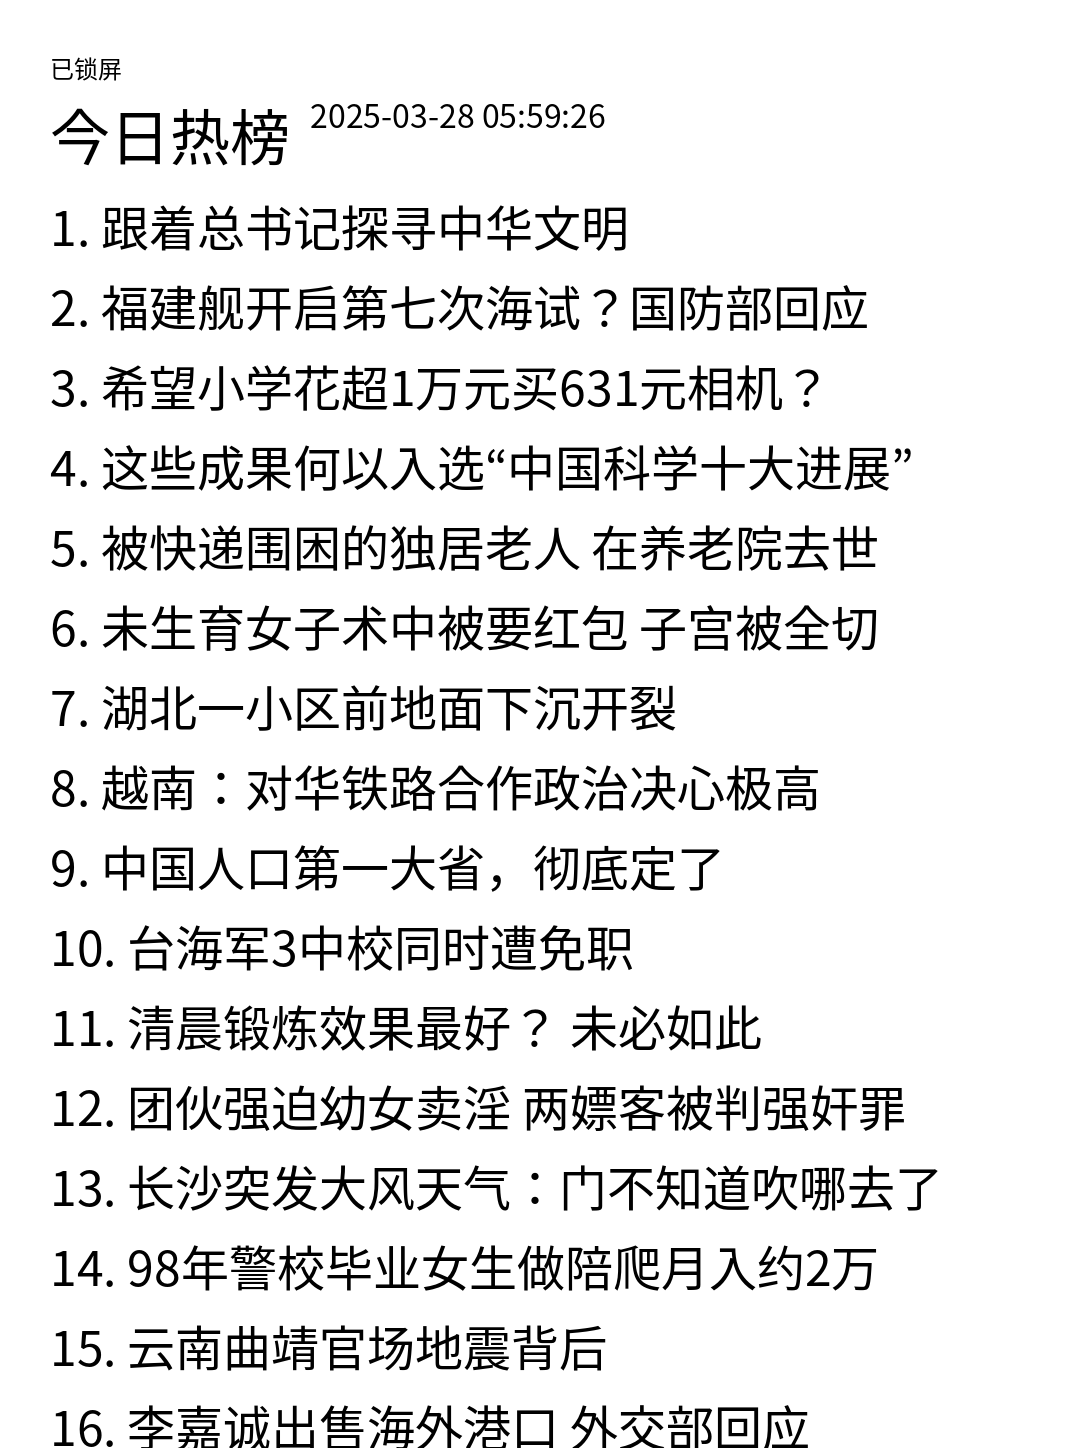 已锁屏
今日热榜 2025-03-28 05:59:26
1. 跟着总书记探寻中华文明
2. 福建舰开启第七次海试？国防部回应
3. 希望小学花超1万元买631元相机？
4. 这些成果何以入选“中国科学十大进展”
5. 被快递围困的独居老人 在养老院去世
6. 未生育女子术中被要红包 子宫被全切
7. 湖北一小区前地面下沉开裂
8. 越南：对华铁路合作政治决心极高
9. 中国人口第一大省，彻底定了
10. 台海军3中校同时遭免职
11. 清晨锻炼效果最好？ 未必如此
12. 团伙强迫幼女卖淫 两嫖客被判强奸罪
13. 长沙突发大风天气：门不知道吹哪去了
14. 98年警校毕业女生做陪爬月入约2万
15. 云南曲靖官场地震背后
16. 李嘉诚出售海外港口 外交部回应